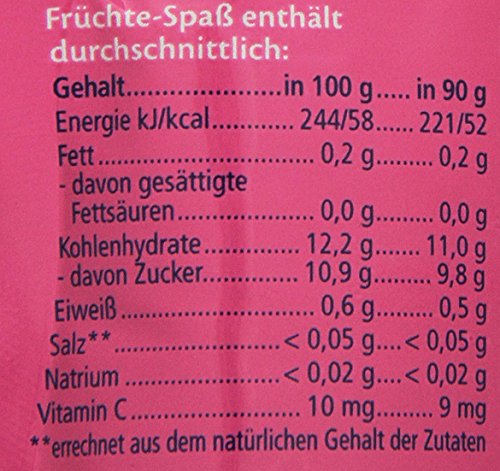 Früchte-Spaß enthält
durchschnittlich:
Gehalt......................in 100 g..... in 90 g
Energie kJ/kcal............ 244/58...... 221/52
Fett............................. 0,2 g......... 0,2 g
- davon gesättigte
Fettsäuren.................. 0,0 g......... 0,0 g
Kohlenhydrate............. 12,2 g....... 11,0 g
- davon Zucker............. 10,9 g......... 9,8 g
Eiweiß......................... 0,6 g......... 0,5 g
Salz**......................< 0,05 g....< 0,05 g
Natrium ....................< 0,02 g....< 0,02 g
Vitamin C..................... 10 mg........ 9 mg
**errechnet aus dem natürlichen Gehalt der Zutaten